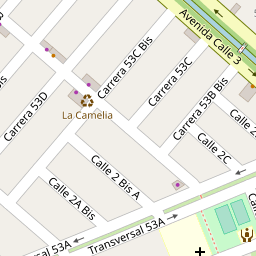 Avenida Calle 3
Carrera 53C Bis
Carrera 53C
Carrera 53B Bis
La Camelia
Carrera 53D
Calle 2C
Calle 2 Bis A
Calle 2A Bis
Transversal 53A
53A